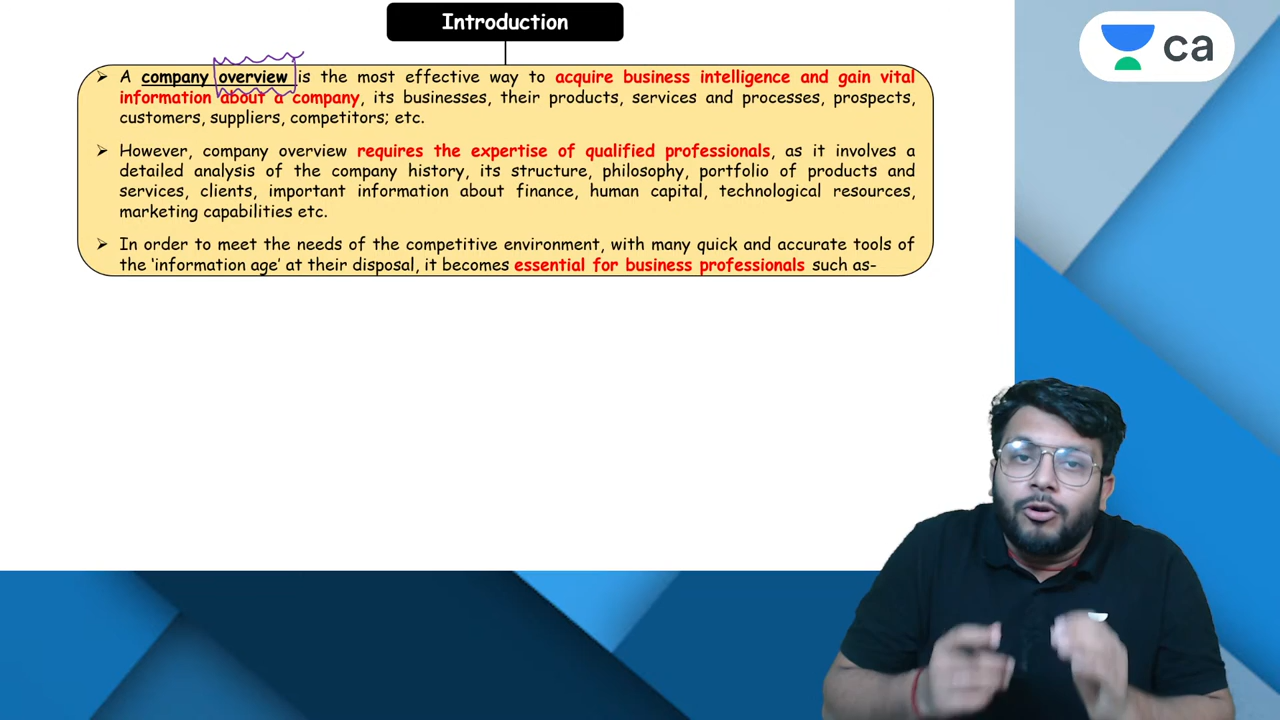 Introduction
ca
➢ A company overview is the most effective way to acquire business intelligence and gain vital
information about a company, its businesses, their products, services and processes, prospects,
customers, suppliers, competitors; etc.
➢ However, company overview requires the expertise of qualified professionals, as it involves a
detailed analysis of the company history, its structure, philosophy, portfolio of products and
services, clients, important information about finance, human capital, technological resources,
marketing capabilities etc.
➢ In order to meet the needs of the competitive environment, with many quick and accurate tools of
the ‘information age’ at their disposal, it becomes essential for business professionals such as-